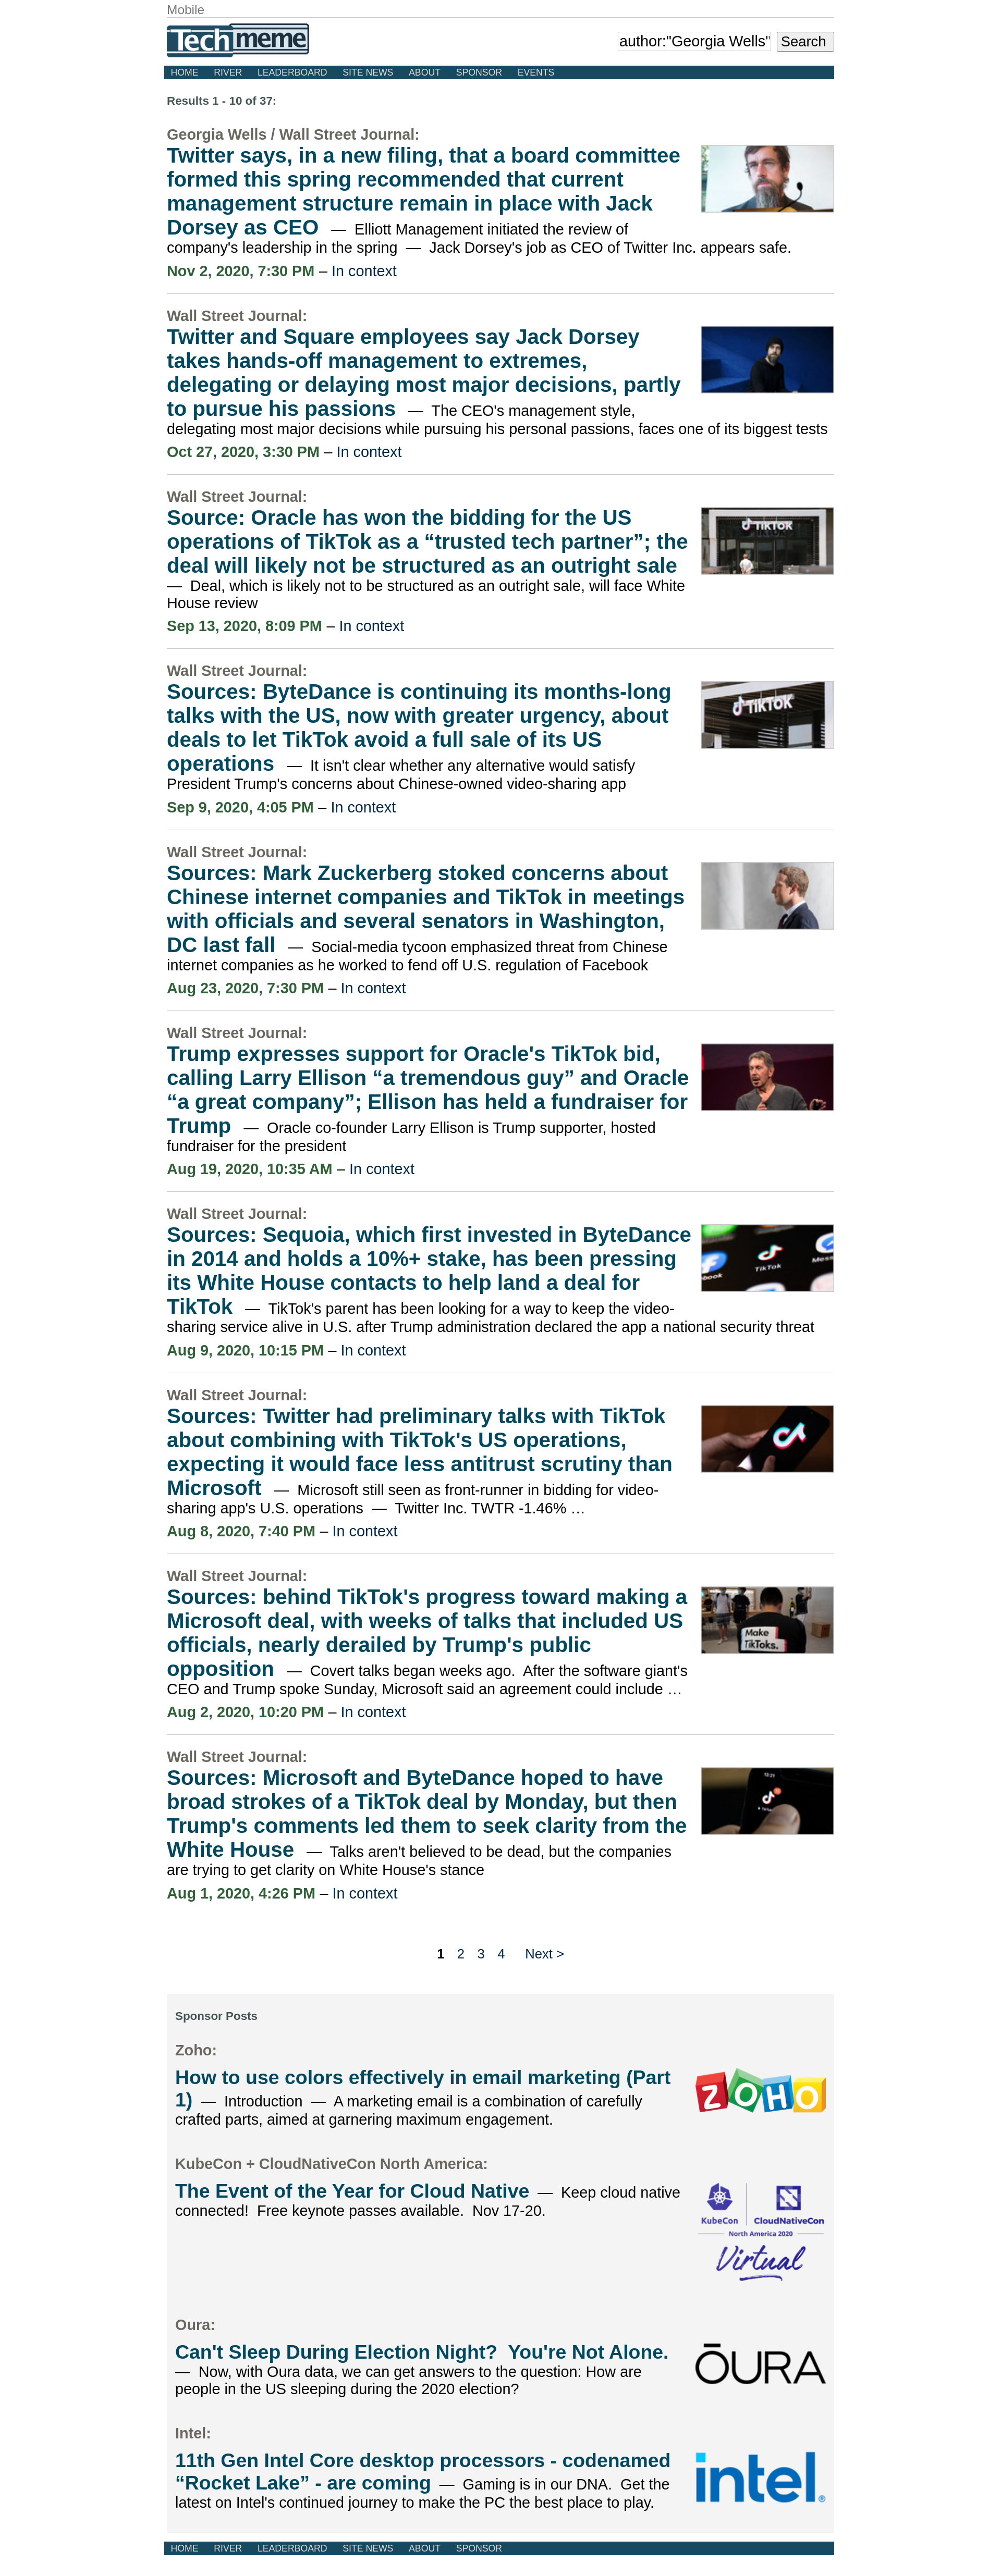 Mobile
Techmeme
author:"Georgia Wells" Search
HOME RIVER LEADERBOARD SITE NEWS ABOUT SPONSOR EVENTS
Results 1 - 10 of 37:
Georgia Wells / Wall Street Journal:
Twitter says, in a new filing, that a board committee
formed this spring recommended that current
management structure remain in place with Jack
Dorsey as CEO — Elliott Management initiated the review of
company's leadership in the spring — Jack Dorsey's job as CEO of Twitter Inc. appears safe.
Nov 2, 2020, 7:30 PM – In context
Wall Street Journal:
Twitter and Square employees say Jack Dorsey
takes hands-off management to extremes,
delegating or delaying most major decisions, partly
to pursue his passions — The CEO's management style,
delegating most major decisions while pursuing his personal passions, faces one of its biggest tests
Oct 27, 2020, 3:30 PM – In context
Wall Street Journal:
Source: Oracle has won the bidding for the US
operations of TikTok as a “trusted tech partner”; the
deal will likely not be structured as an outright sale
— Deal, which is likely not to be structured as an outright sale, will face White
House review
TIKTOK
Sep 13, 2020, 8:09 PM – In context
Wall Street Journal:
Sources: ByteDance is continuing its months-long
talks with the US, now with greater urgency, about
deals to let TikTok avoid a full sale of its US
operations — It isn't clear whether any alternative would satisfy
President Trump's concerns about Chinese-owned video-sharing app
TIKTOK
Sep 9, 2020, 4:05 PM – In context
Wall Street Journal:
Sources: Mark Zuckerberg stoked concerns about
Chinese internet companies and TikTok in meetings
with officials and several senators in Washington,
DC last fall — Social-media tycoon emphasized threat from Chinese
internet companies as he worked to fend off U.S. regulation of Facebook
Aug 23, 2020, 7:30 PM – In context
Wall Street Journal:
Trump expresses support for Oracle's TikTok bid,
calling Larry Ellison “a tremendous guy” and Oracle
“a great company”; Ellison has held a fundraiser for
Trump — Oracle co-founder Larry Ellison is Trump supporter, hosted
fundraiser for the president
Aug 19, 2020, 10:35 AM – In context
Wall Street Journal:
Sources: Sequoia, which first invested in ByteDance
in 2014 and holds a 10%+ stake, has been pressing
its White House contacts to help land a deal for
TikTok — TikTok's parent has been looking for a way to keep the video-
sharing service alive in U.S. after Trump administration declared the app a national security threat
book TikTok Mess
Aug 9, 2020, 10:15 PM – In context
Wall Street Journal:
Sources: Twitter had preliminary talks with TikTok
about combining with TikTok's US operations,
expecting it would face less antitrust scrutiny than
Microsoft — Microsoft still seen as front-runner in bidding for video-
sharing app's U.S. operations — Twitter Inc. TWTR -1.46% …
Aug 8, 2020, 7:40 PM – In context
Wall Street Journal:
Sources: behind TikTok's progress toward making a
Microsoft deal, with weeks of talks that included US
officials, nearly derailed by Trump's public
opposition — Covert talks began weeks ago. After the software giant's
CEO and Trump spoke Sunday, Microsoft said an agreement could include …
Make
TikToks.
Aug 2, 2020, 10:20 PM – In context
Wall Street Journal:
Sources: Microsoft and ByteDance hoped to have
broad strokes of a TikTok deal by Monday, but then
Trump's comments led them to seek clarity from the
White House — Talks aren't believed to be dead, but the companies
are trying to get clarity on White House's stance
Aug 1, 2020, 4:26 PM – In context
1 2 3 4 Next >
Sponsor Posts
Zoho:
How to use colors effectively in email marketing (Part
1) — Introduction — A marketing email is a combination of carefully
crafted parts, aimed at garnering maximum engagement.
ZOHO
KubeCon + CloudNativeCon North America:
The Event of the Year for Cloud Native — Keep cloud native
connected! Free keynote passes available. Nov 17-20.
KubeCon CloudNativeCon
North America 2020
Virtual
Oura:
Can't Sleep During Election Night? You're Not Alone.
— Now, with Oura data, we can get answers to the question: How are
people in the US sleeping during the 2020 election?
ŌURA
Intel:
11th Gen Intel Core desktop processors - codenamed
“Rocket Lake” - are coming — Gaming is in our DNA. Get the
latest on Intel's continued journey to make the PC the best place to play.
intel®
HOME RIVER LEADERBOARD SITE NEWS ABOUT SPONSOR